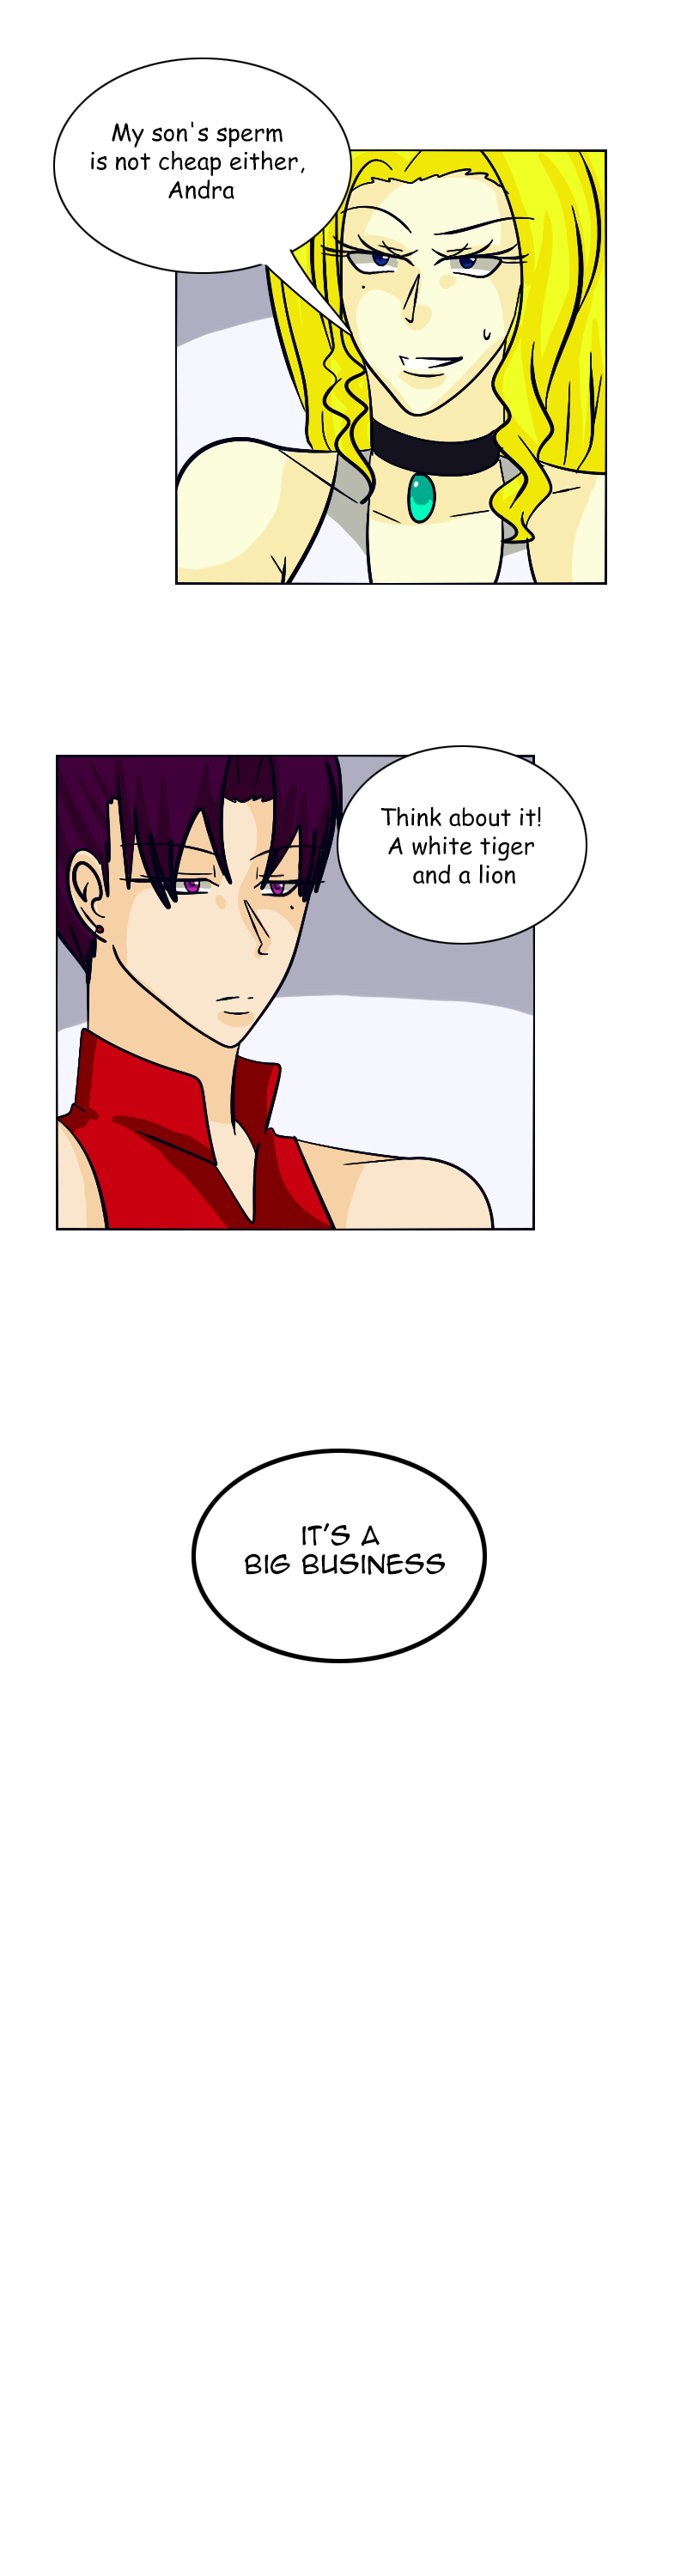 My son's sperm
is not cheap either,
Andra
Think about it!
A white tiger
and a lion
IT'S A
BIG BUSINESS